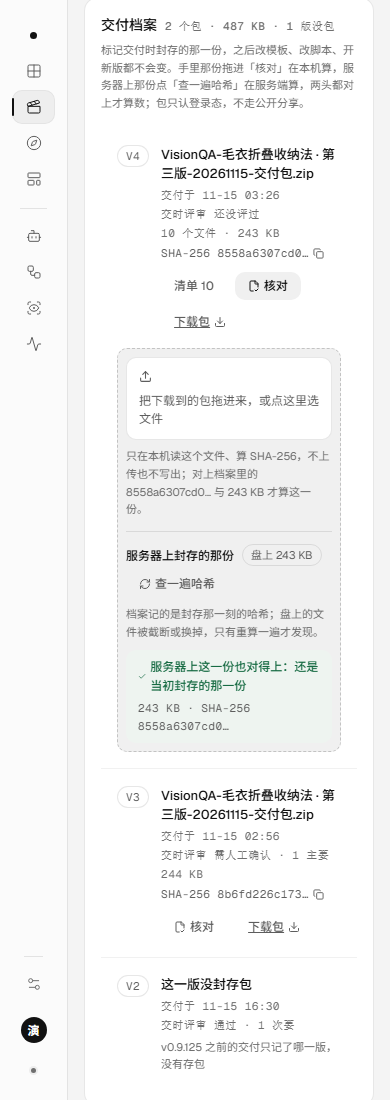 交付档案 2 个包 · 487 KB · 1 版没包
标记交付时封存的那一份，之后改模板、改脚本、开
新版都不会变。手里那份拖进「核对」在本机算，服
务器上那份点「查一遍哈希」在服务端算，两头都对
上才算数；包只认登录态，不走公开分享。
V4
VisionQA-毛衣折叠收纳法 · 第
三版-20261115-交付包.zip
交付于 11-15 03:26
交时评审 还没评过
10 个文件 · 243 KB
SHA-256 8558a6307cd0…
清单 10
核对
下载包
把下载到的包拖进来，或点这里选
文件
只在本机读这个文件、算 SHA-256，不上
传也不写出；对上档案里的
8558a6307cd0… 与 243 KB 才算这一
份。
服务器上封存的那份 盘上 243 KB
查一遍哈希
档案记的是封存那一刻的哈希；盘上的文
件被截断或换掉，只有重算一遍才发现。
服务器上这一份也对得上：还是
当初封存的那一份
243 KB · SHA-256
8558a6307cd0…
V3
VisionQA-毛衣折叠收纳法 · 第
三版-20261115-交付包.zip
交付于 11-15 02:56
交时评审 需人工确认 · 1 主要
244 KB
SHA-256 8b6fd226c173…
核对
下载包
V2
这一版没封存包
交付于 11-15 16:30
交时评审 通过 · 1 次要
v0.9.125 之前的交付只记了哪一版，
没有存包
演